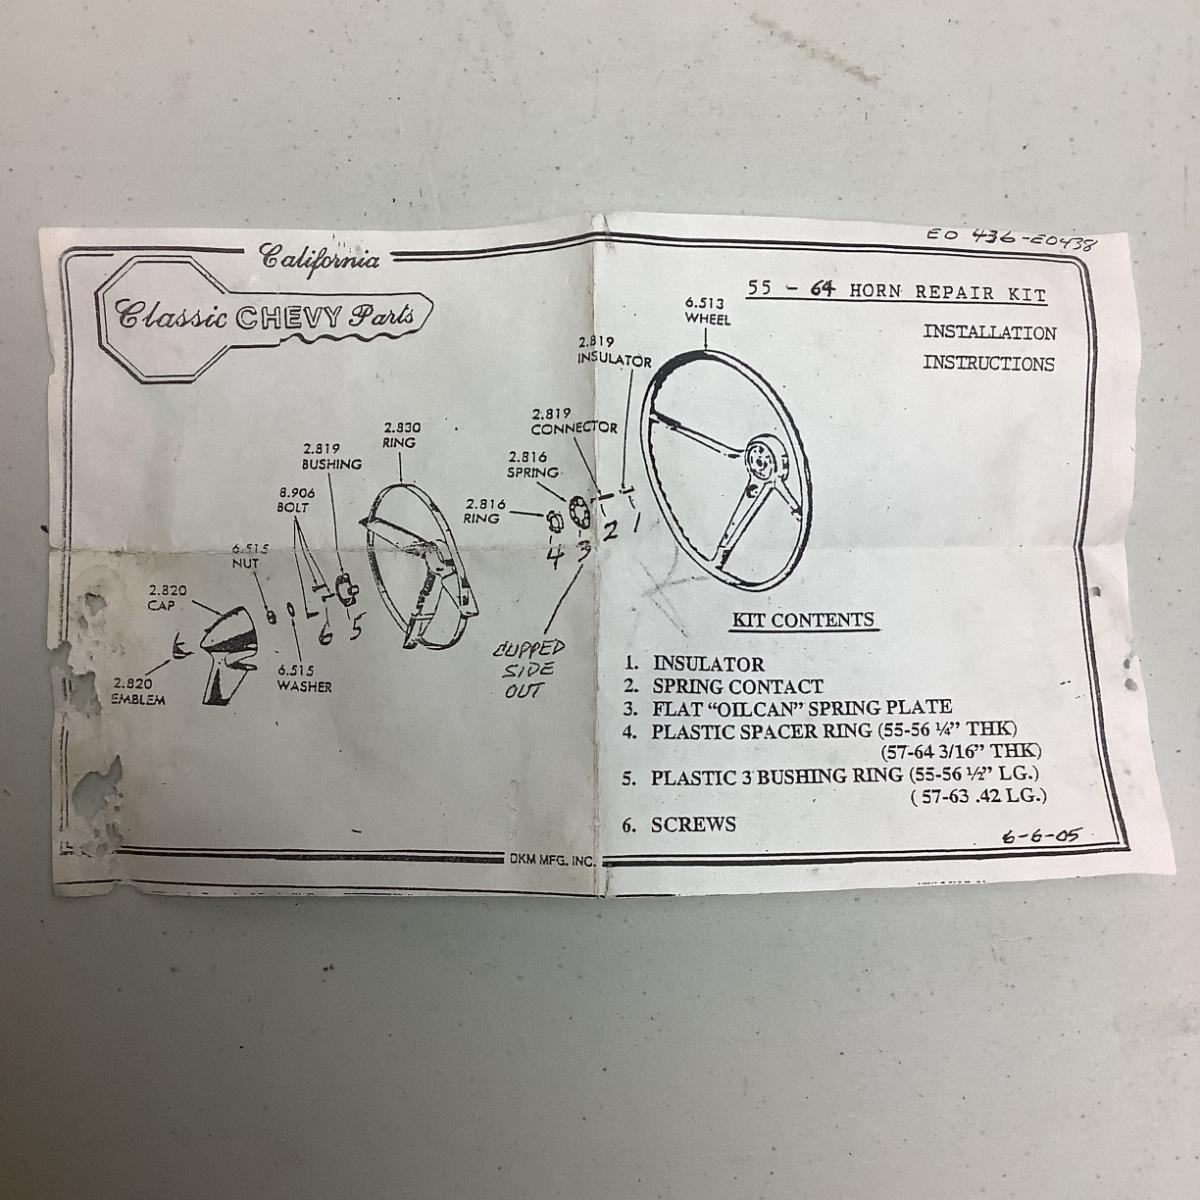 EO 436-E0438
California
Classic CHEVY Parts
55 - 64 HORN REPAIR KIT
INSTALLATION
INSTRUCTIONS
6.513
WHEEL
2.819
INSULATOR
2.819
CONNECTOR
2.816
SPRING
2.816
RING
2.830
RING
2.819
BUSHING
8.906
BOLT
6.515
NUT
2.820
CAP
2.820
EMBLEM
6.515
WASHER
6
5
4
3
2
1
CUPPED
SIDE
OUT
KIT CONTENTS
1. INSULATOR
2. SPRING CONTACT
3. FLAT "OILCAN" SPRING PLATE
4. PLASTIC SPACER RING (55-56 ¼" THK)
(57-64 3/16" THK)
5. PLASTIC 3 BUSHING RING (55-56 ½" LG.)
( 57-63 .42 LG.)
6. SCREWS
6-6-05
DKM MFG. INC.